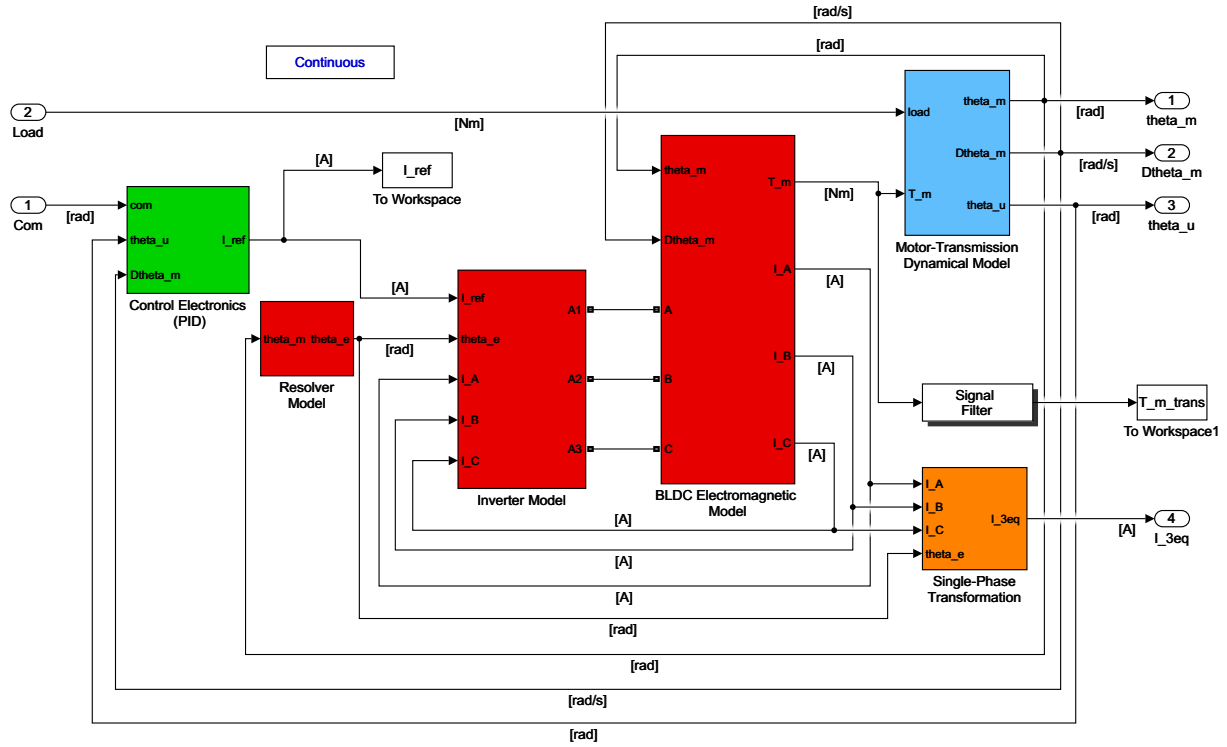 [rad/s]
[rad]
Continuous
2
Load
[Nm]
load
theta_m
Dtheta_m
theta_u
T_m
Motor-Transmission
Dynamical Model
1
theta_m
[rad]
2
Dtheta_m
[rad/s]
3
theta_u
[rad]
[A]
I_ref
To Workspace
1
Com
[rad]
com
theta_u
Dtheta_m
I_ref
Control Electronics
(PID)
[A]
theta_m
theta_e
Resolver
Model
[rad]
I_ref
theta_e
I_A
I_B
I_C
A1
A2
A3
Inverter Model
theta_m
Dtheta_m
A
B
C
T_m
I_A
I_B
I_C
BLDC Electromagnetic
Model
[Nm]
[A]
[A]
[A]
Signal
Filter
T_m_trans
To Workspace1
I_A
I_B
I_C
theta_e
I_3eq
Single-Phase
Transformation
[A]
4
I_3eq
[A]
[A]
[A]
[rad]
[rad]
[rad/s]
[rad]